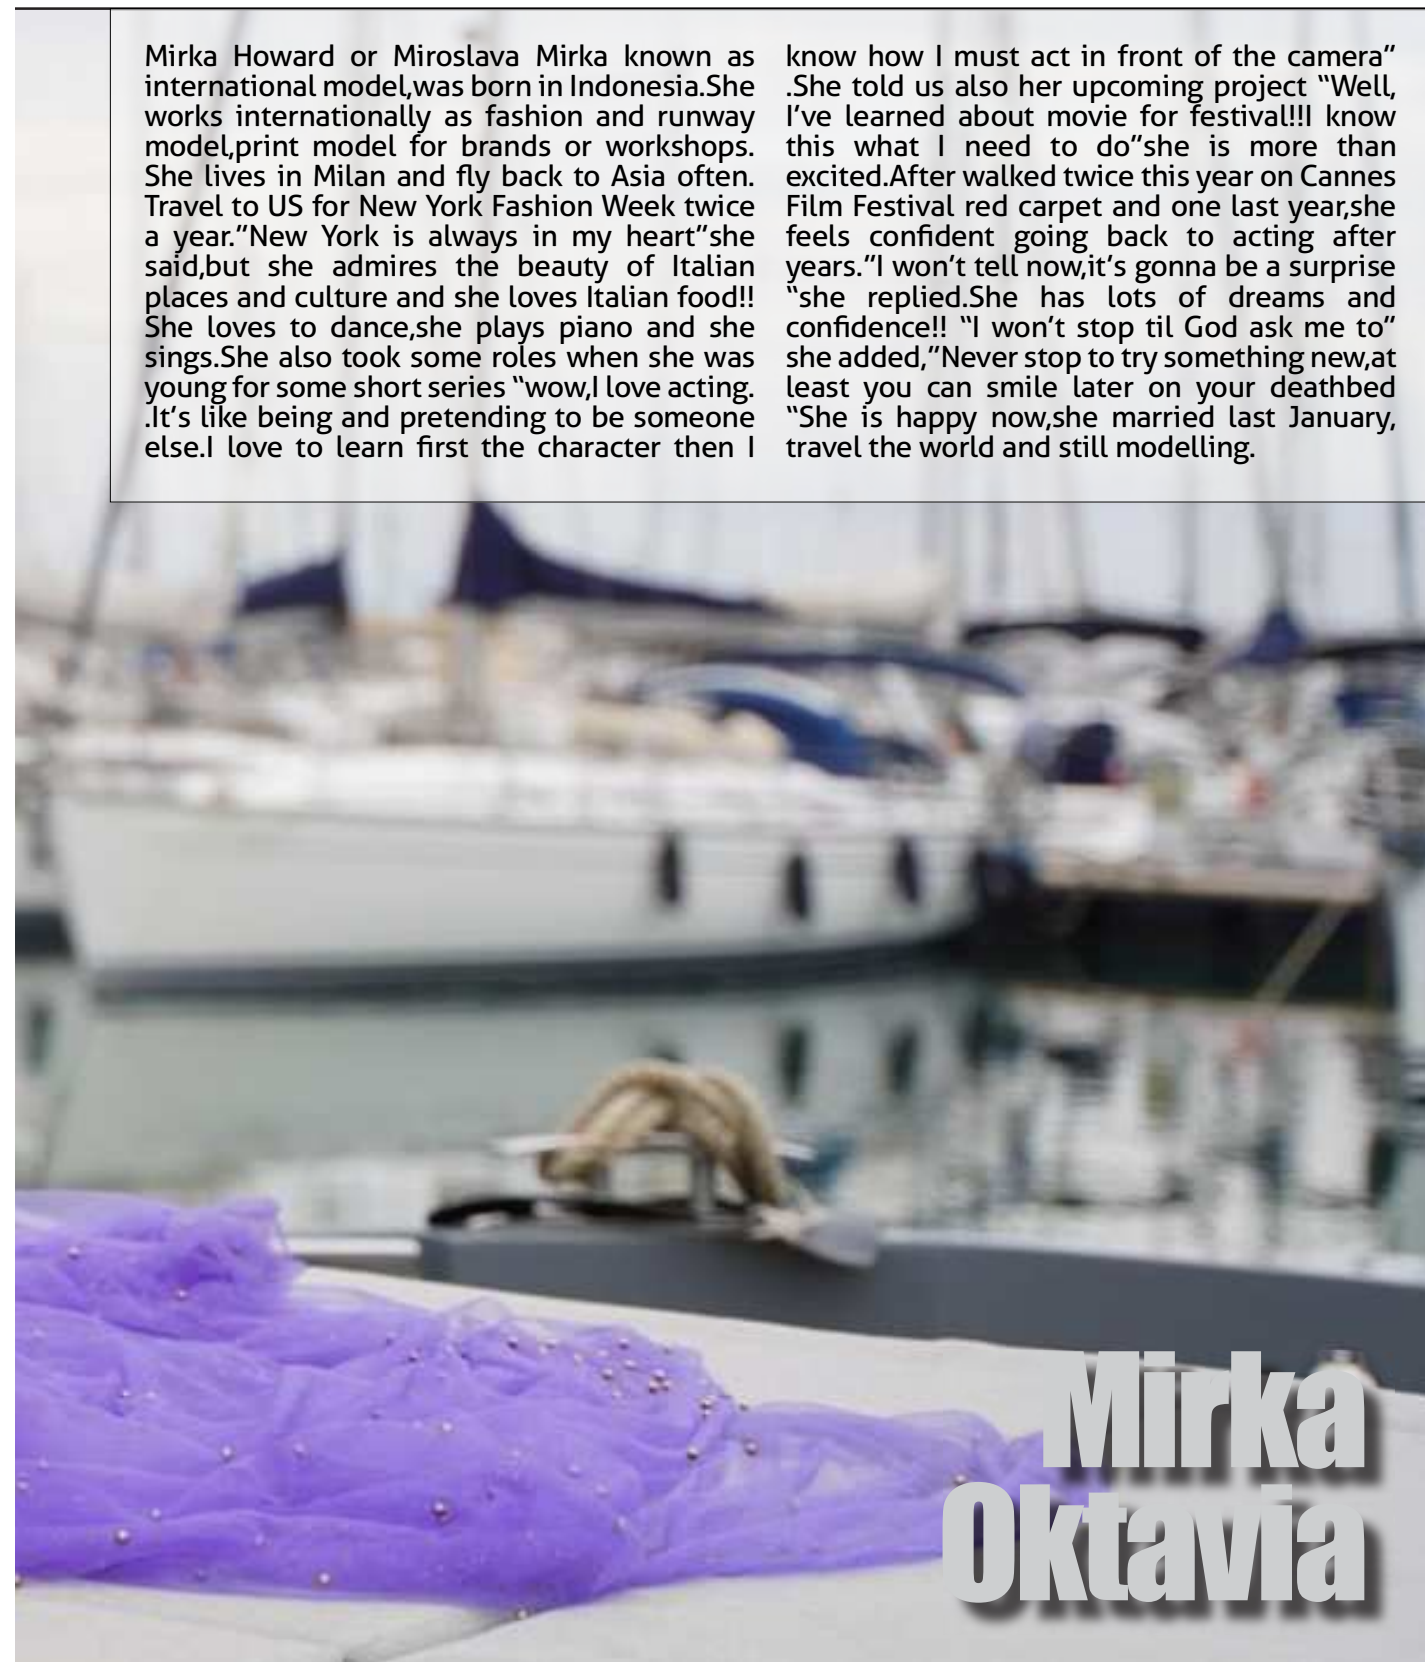 Mirka Howard or Miroslava Mirka known as
international model,was born in Indonesia.She
works internationally as fashion and runway
model,print model for brands or workshops.
She lives in Milan and fly back to Asia often.
Travel to US for New York Fashion Week twice
a year.”New York is always in my heart”she
said,but she admires the beauty of Italian
places and culture and she loves Italian food!!
She loves to dance,she plays piano and she
sings.She also took some roles when she was
young for some short series “wow,I love acting.
.It’s like being and pretending to be someone
else.I love to learn first the character then I
know how I must act in front of the camera”
.She told us also her upcoming project “Well,
I’ve learned about movie for festival!!I know
this what I need to do”she is more than
excited.After walked twice this year on Cannes
Film Festival red carpet and one last year,she
feels confident going back to acting after
years.”I won’t tell now,it’s gonna be a surprise
“she replied.She has lots of dreams and
confidence!! “I won’t stop til God ask me to”
she added,”Never stop to try something new,at
least you can smile later on your deathbed
“She is happy now,she married last January,
travel the world and still modelling.
Mirka
Oktavia